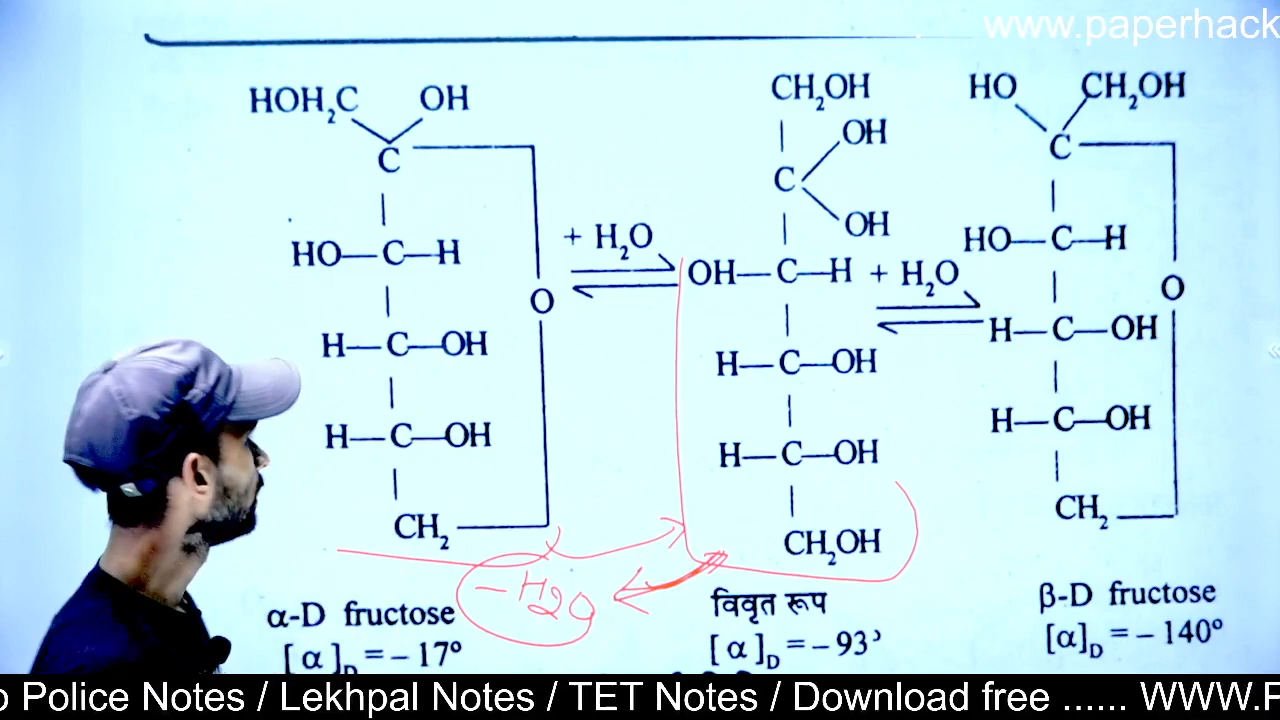 www.paperhack
HOH₂C OH
C
HO—C—H
O
H—C—OH
H—C—OH
CH₂
α-D fructose
[α]D = – 17°
+ H₂O
CH₂OH
OH
C
OH
OH—C—H + H₂O
H—C—OH
H—C—OH
CH₂OH
विवृत रूप
[α]D = – 93°
– H₂O
HO CH₂OH
C
HO—C—H
O
H—C—OH
H—C—OH
CH₂
β-D fructose
[α]D = – 140°
o Police Notes / Lekhpal Notes / TET Notes / Download free ...... WWW.F